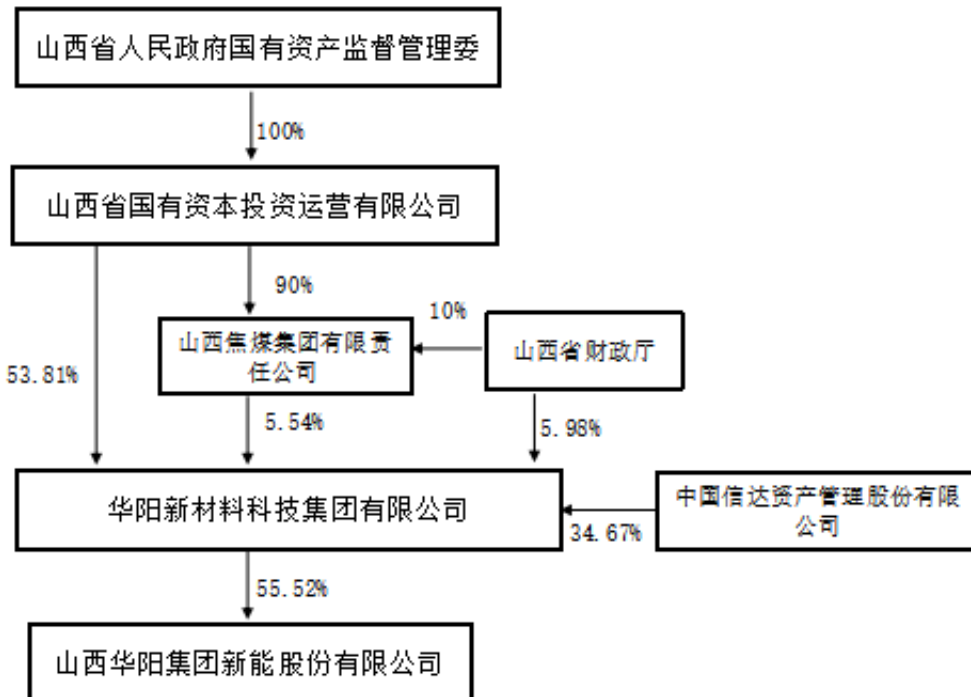 山西省人民政府国有资产监督管理委
100%
山西省国有资本投资运营有限公司
90%
10%
山西焦煤集团有限责
任公司
山西省财政厅
53.81%
5.54%
5.98%
华阳新材料科技集团有限公司
中国信达资产管理股份有限
公司
34.67%
55.52%
山西华阳集团新能股份有限公司